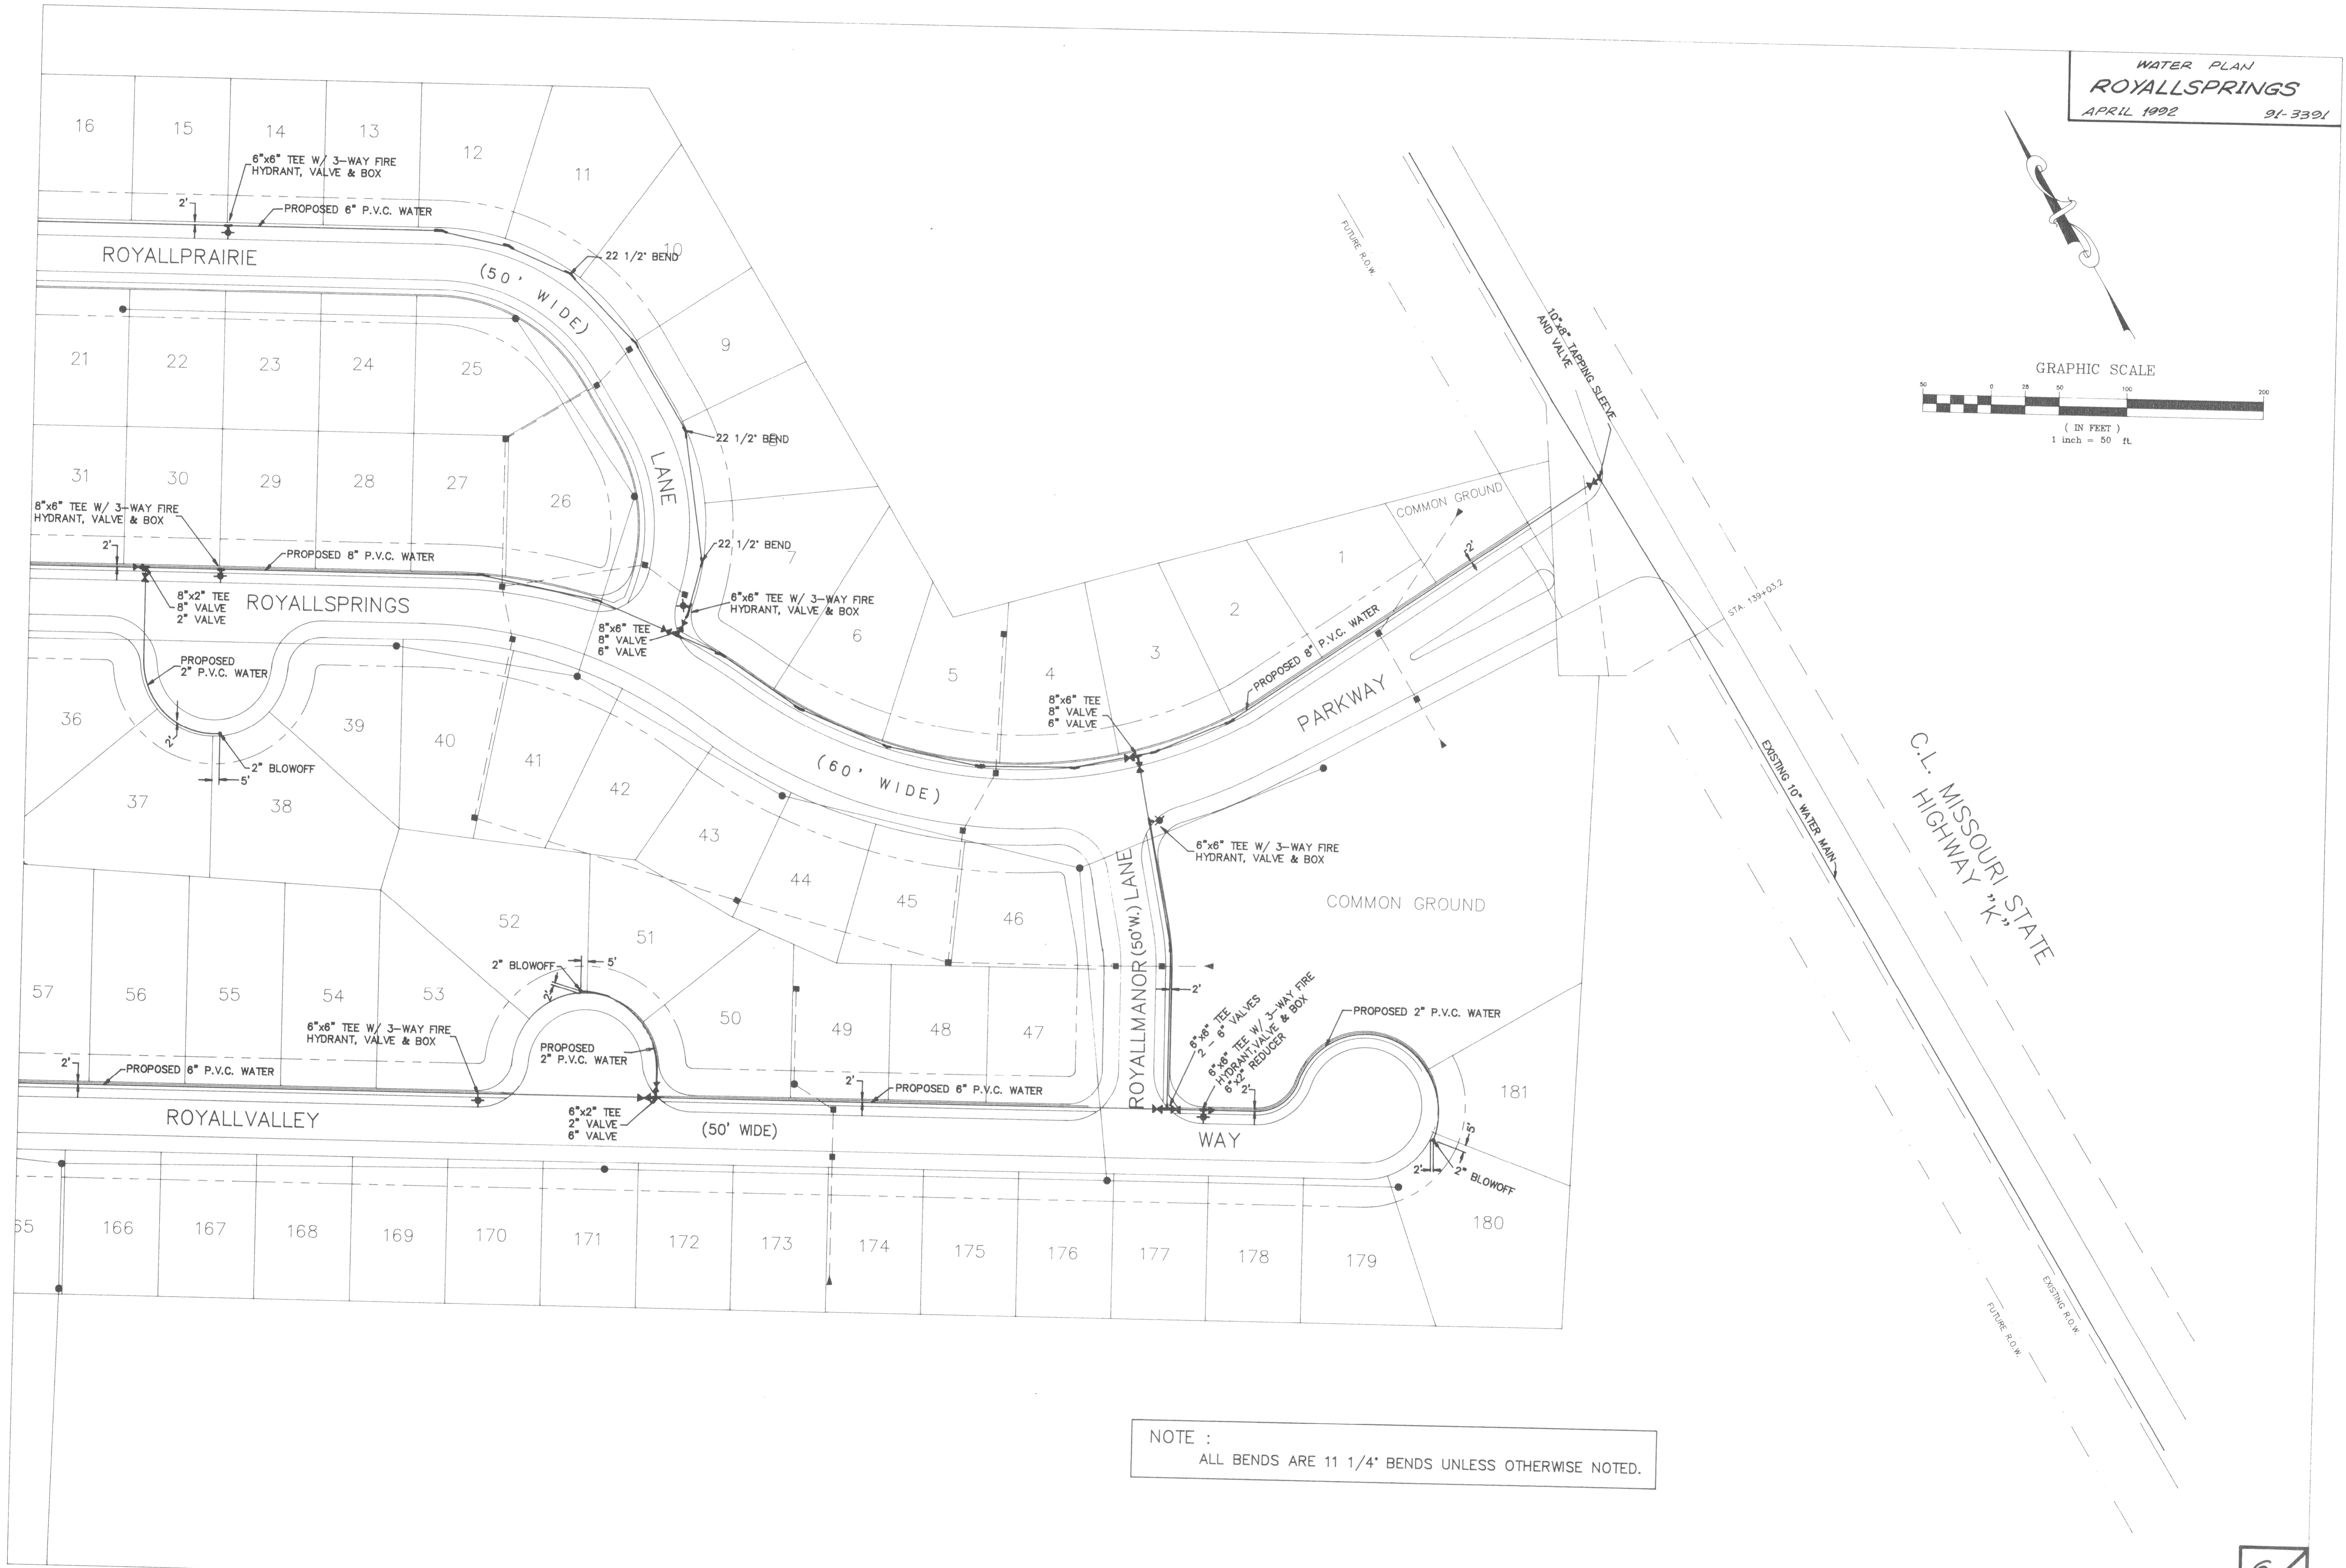 WATER PLAN
ROYALLSPRINGS
APRIL 1992 91-3391
16
15
14
13
12
11
6"x6" TEE W/ 3-WAY FIRE
HYDRANT, VALVE & BOX
2'
PROPOSED 6" P.V.C. WATER
ROYALLPRAIRIE
(50' WIDE)
LANE
10
22 1/2° BEND
9
22 1/2° BEND
8
22 1/2° BEND
7
21
22
23
24
25
31
30
29
28
27
26
8"x6" TEE W/ 3-WAY FIRE
HYDRANT, VALVE & BOX
2'
PROPOSED 8" P.V.C. WATER
8"x2" TEE
8" VALVE
2" VALVE
ROYALLSPRINGS
(60' WIDE)
PARKWAY
8"x6" TEE
8" VALVE
6" VALVE
6"x6" TEE W/ 3-WAY FIRE
HYDRANT, VALVE & BOX
6
5
4
3
2
1
COMMON GROUND
2'
PROPOSED 8" P.V.C. WATER
8"x6" TEE
8" VALVE
6" VALVE
10"x8" TAPPING SLEEVE
AND VALVE
FUTURE R.O.W.
GRAPHIC SCALE
50 0 25 50 100 200
( IN FEET )
1 inch = 50 ft.
STA. 139+03.2
EXISTING 10" WATER MAIN
C.L. MISSOURI STATE
HIGHWAY "K"
EXISTING R.O.W.
FUTURE R.O.W.
PROPOSED
2" P.V.C. WATER
2'
2" BLOWOFF
5'
36
37
38
39
40
41
42
43
44
45
46
6"x6" TEE W/ 3-WAY FIRE
HYDRANT, VALVE & BOX
COMMON GROUND
ROYALLMANOR (50'W.) LANE
2'
6"x6" TEE
2 - 6" VALVES
6"x6" TEE W/ 3-WAY FIRE
HYDRANT,VALVE & BOX
6"x2" REDUCER
2'
PROPOSED 2" P.V.C. WATER
57
56
55
54
53
52
51
50
49
48
47
2" BLOWOFF
5'
2'
6"x6" TEE W/ 3-WAY FIRE
HYDRANT, VALVE & BOX
PROPOSED
2" P.V.C. WATER
2'
PROPOSED 6" P.V.C. WATER
2'
PROPOSED 6" P.V.C. WATER
ROYALLVALLEY
(50' WIDE)
WAY
6"x2" TEE
2" VALVE
6" VALVE
181
5'
2'
2" BLOWOFF
180
65
166
167
168
169
170
171
172
173
174
175
176
177
178
179
NOTE :
ALL BENDS ARE 11 1/4° BENDS UNLESS OTHERWISE NOTED.